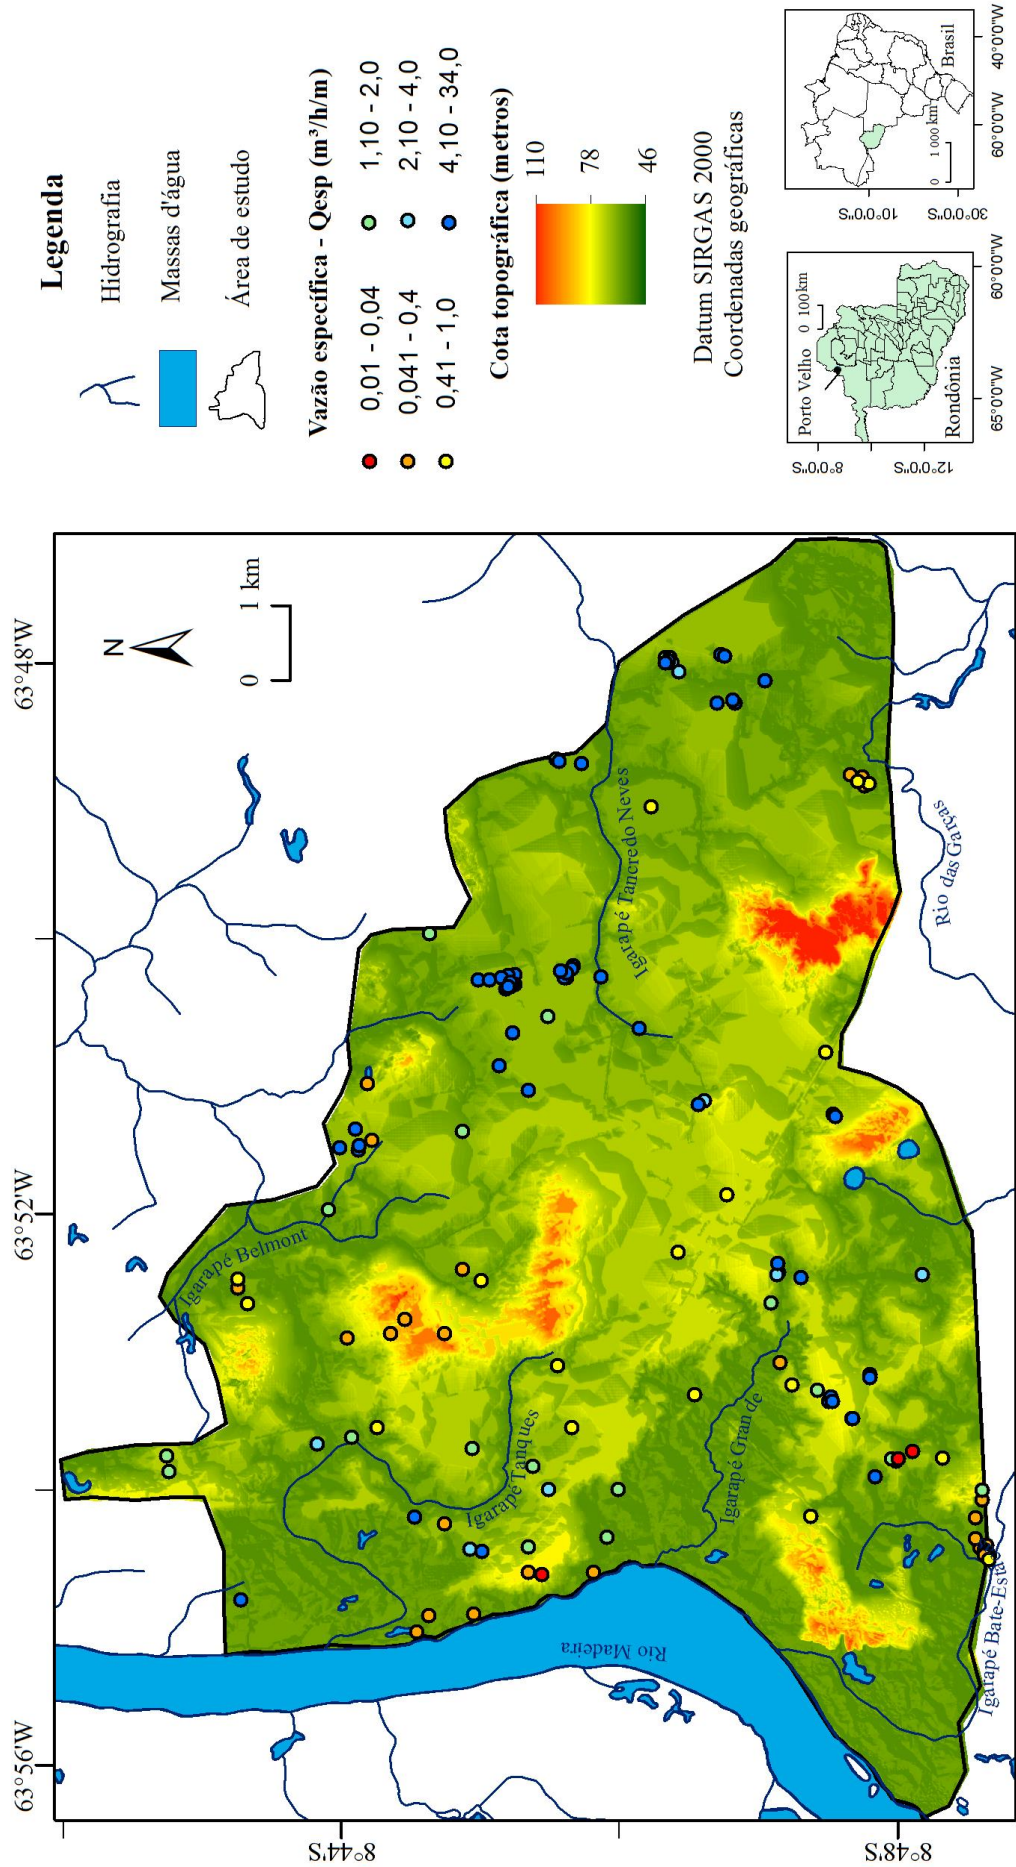 63°56'W
63°52'W
63°48'W
8°44'S
8°48'S
N
0 1 km
Igarapé Belmont
Igarapé Tanques
Igarapé Tancredo Neves
Igarapé Grande
Igarapé Bate-Estaca
Rio Madeira
Rio das Garças
Legenda
Hidrografia
Massas d'água
Área de estudo
Vazão específica - Qesp (m³/h/m)
0,01 - 0,04 1,10 - 2,0
0,041 - 0,4 2,10 - 4,0
0,41 - 1,0 4,10 - 34,0
Cota topográfica (metros)
110
78
46
Datum SIRGAS 2000
Coordenadas geográficas
Porto Velho 0 100km
Rondônia
8°0'0"S
12°0'0"S
65°0'0"W 60°0'0"W
0 1 000 km
Brasil
10°0'0"S
30°0'0"S
60°0'0"W 40°0'0"W